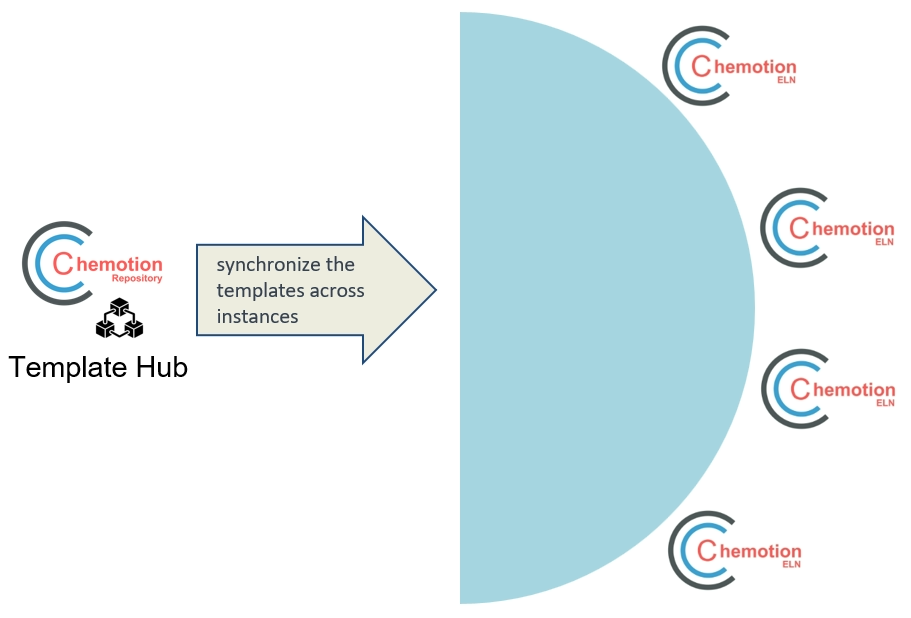 Chemotion
Repository
Template Hub
synchronize the
templates across
instances
Chemotion
ELN
Chemotion
ELN
Chemotion
ELN
Chemotion
ELN